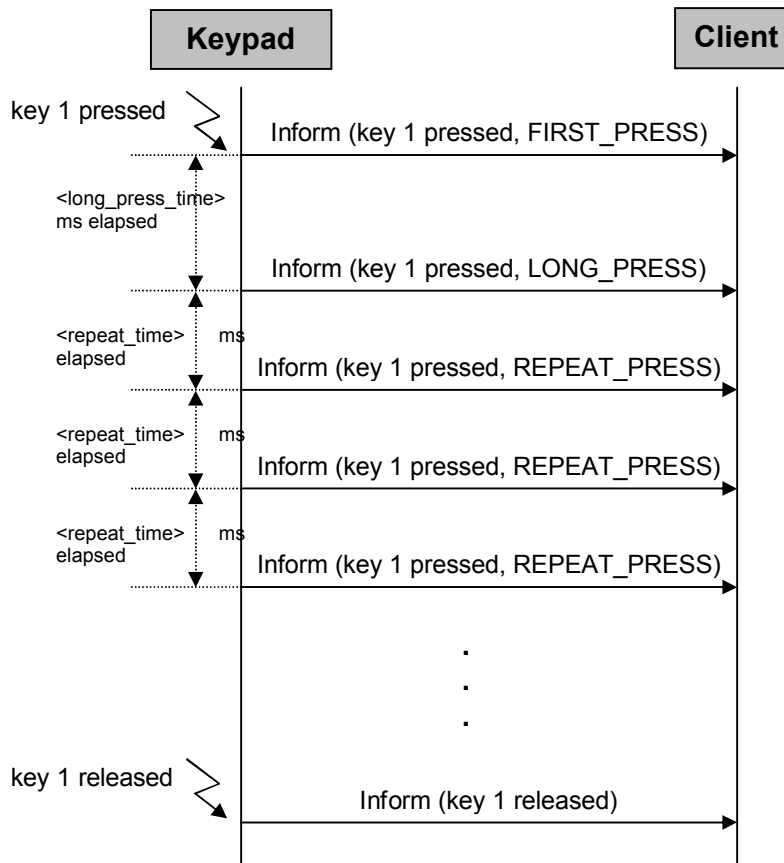 Keypad
Client
key 1 pressed
Inform (key 1 pressed, FIRST_PRESS)
<long_press_time>
ms elapsed
Inform (key 1 pressed, LONG_PRESS)
<repeat_time> ms
elapsed
Inform (key 1 pressed, REPEAT_PRESS)
<repeat_time> ms
elapsed
Inform (key 1 pressed, REPEAT_PRESS)
<repeat_time> ms
elapsed
Inform (key 1 pressed, REPEAT_PRESS)
.
.
.
key 1 released
Inform (key 1 released)